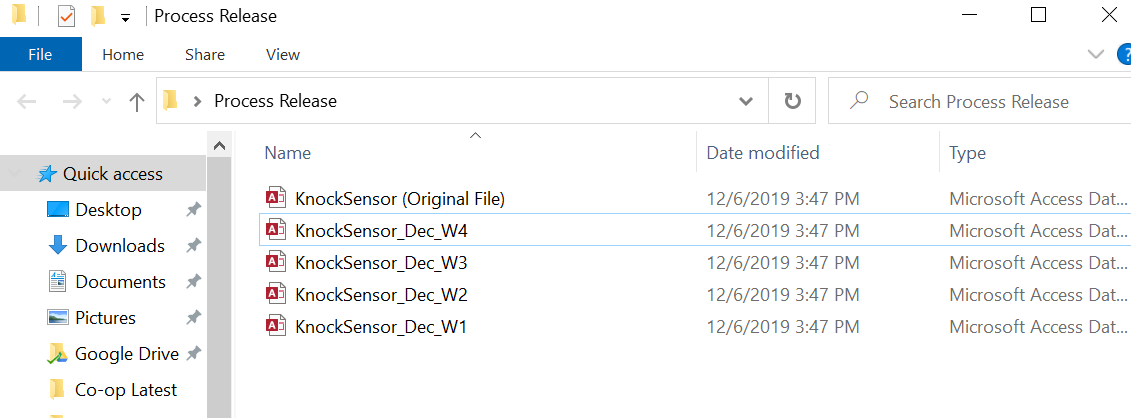 Process Release
File Home Share View
?
Process Release
Search Process Release
Name Date modified Type
Quick access
Desktop
Downloads
Documents
Pictures
Google Drive
Co-op Latest
KnockSensor (Original File) 12/6/2019 3:47 PM Microsoft Access Dat...
KnockSensor_Dec_W4 12/6/2019 3:47 PM Microsoft Access Dat...
KnockSensor_Dec_W3 12/6/2019 3:47 PM Microsoft Access Dat...
KnockSensor_Dec_W2 12/6/2019 3:47 PM Microsoft Access Dat...
KnockSensor_Dec_W1 12/6/2019 3:47 PM Microsoft Access Dat...